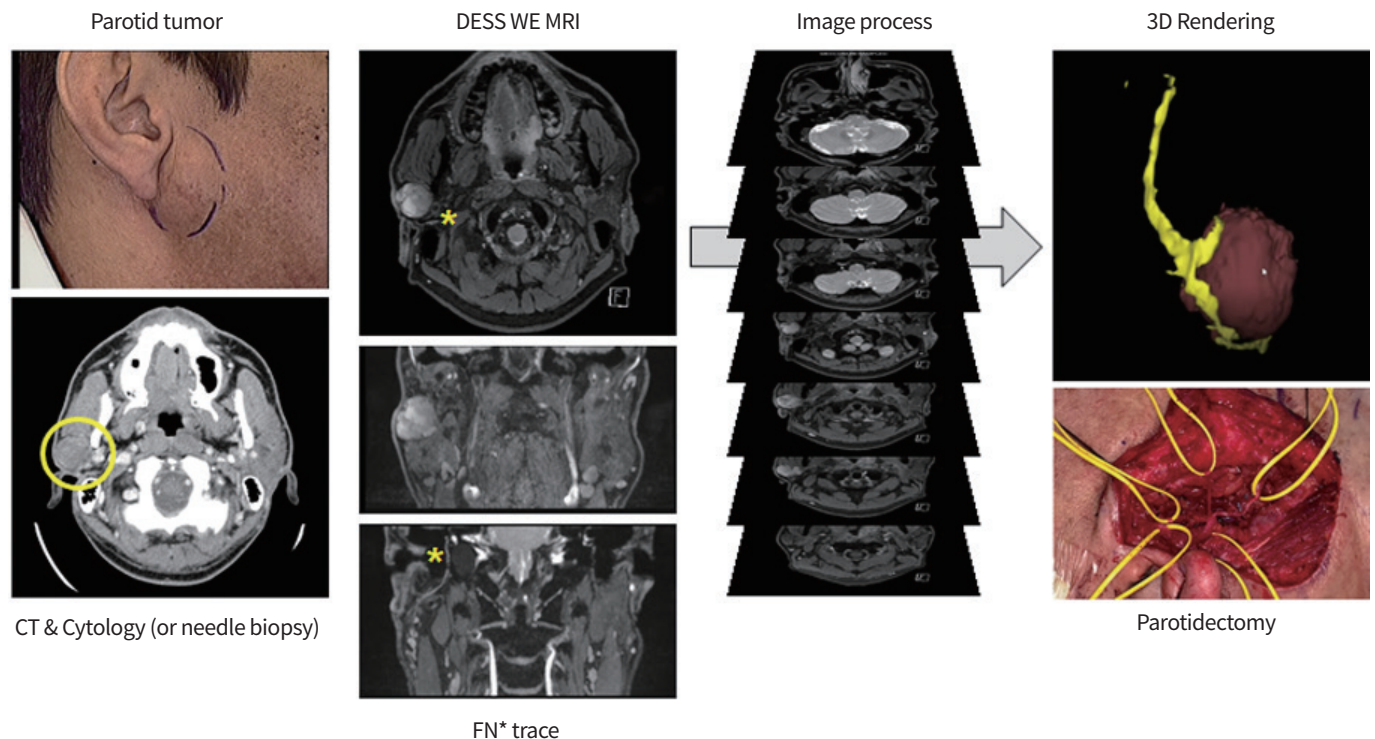 Parotid tumor
DESS WE MRI
Image process
3D Rendering
*
F
*
CT & Cytology (or needle biopsy)
Parotidectomy
FN* trace